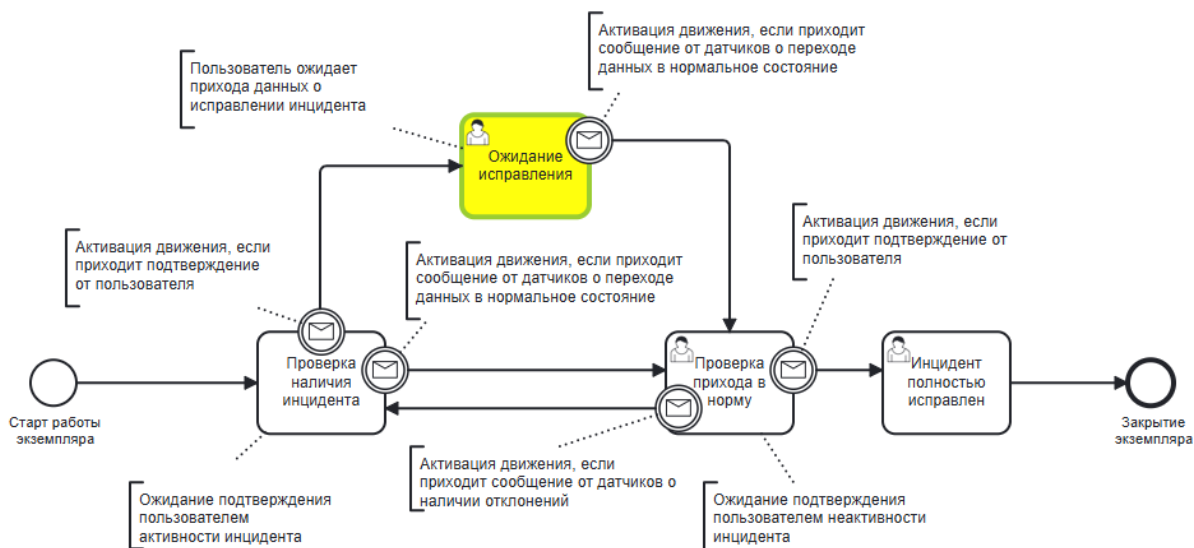 Активация движения, если приходит
сообщение от датчиков о переходе
данных в нормальное состояние
Пользователь ожидает
прихода данных о
исправлении инцидента
Ожидание
исправления
Активация движения, если
приходит подтверждение от
пользователя
Активация движения, если
приходит подтверждение
от пользователя
Активация движения, если приходит
сообщение от датчиков о переходе
данных в нормальное состояние
Проверка
наличия
инцидента
Проверка
прихода в
норму
Инцидент
полностью
исправлен
Старт работы
экземпляра
Закрытие
экземпляра
Активация движения, если
приходит сообщение от датчиков о
наличии отклонений
Ожидание подтверждения
пользователем
активности инцидента
Ожидание подтверждения
пользователем неактивности
инцидента